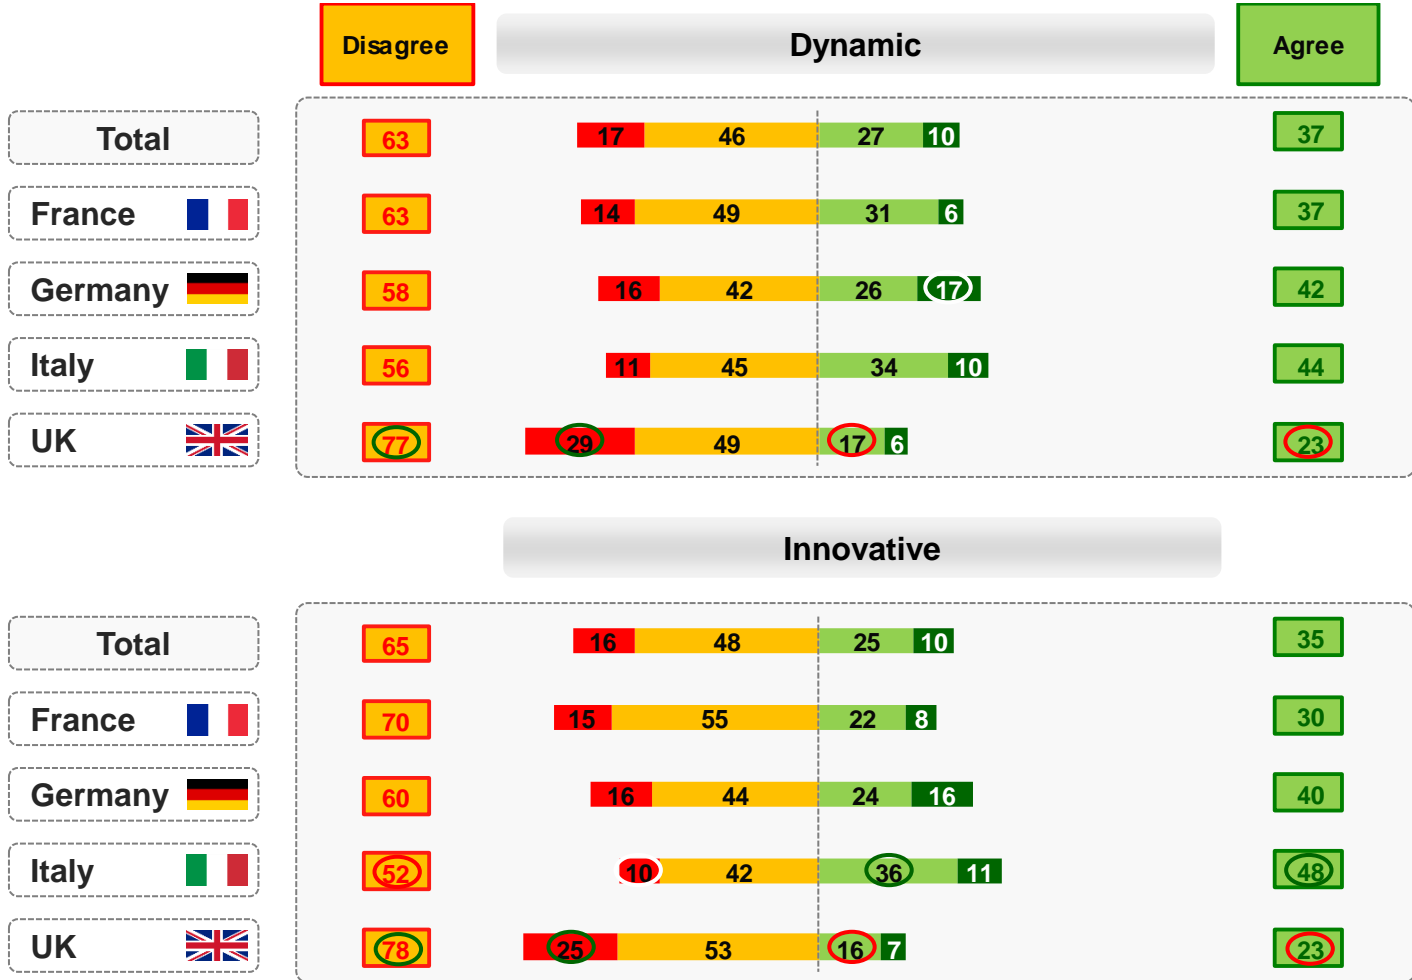 Disagree Dynamic Agree
Total 63 17 46 27 10 37
France 63 14 49 31 6 37
Germany 58 16 42 26 17 42
Italy 56 11 45 34 10 44
UK 77 29 49 17 6 23
Innovative
Total 65 16 48 25 10 35
France 70 15 55 22 8 30
Germany 60 16 44 24 16 40
Italy 52 10 42 36 11 48
UK 78 25 53 16 7 23